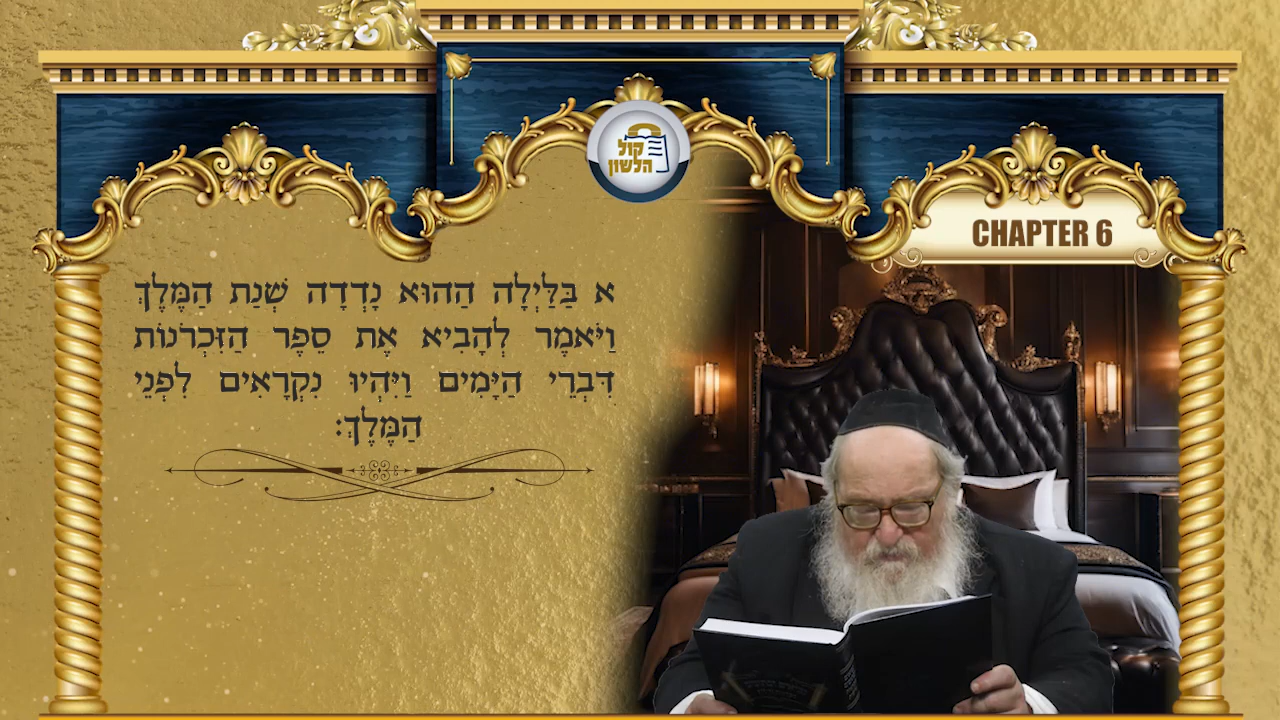 קול
הלשון
CHAPTER 6
א בַּלַּיְלָה הַהוּא נָדְדָה שְׁנַת הַמֶּלֶךְ
וַיֹּאמֶר לְהָבִיא אֶת סֵפֶר הַזִּכְרֹנוֹת
דִּבְרֵי הַיָּמִים וַיִּהְיוּ נִקְרָאִים לִפְנֵי
הַמֶּלֶךְ: